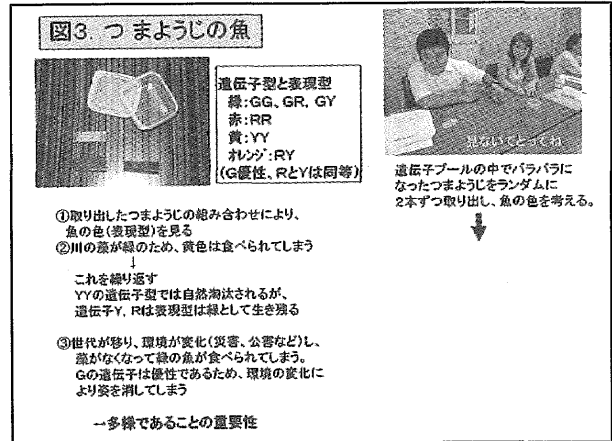 図3. つまようじの魚
遺伝子型と表現型
緑:GG、GR, GY
赤:RR
黄:YY
オレンジ:RY
(G優性、RとYは同等)
見ないでとってね
遺伝子プールの中でバラバラに
なったつまようじをランダムに
2本ずつ取り出し、魚の色を考える。
①取り出したつまようじの組み合わせにより、
魚の色(表現型)を見る
②川の藻が緑のため、黄色は食べられてしまう
↓
これを繰り返す
YYの遺伝子型では自然淘汰されるが、
遺伝子Y, Rは表現型は緑として生き残る
③世代が移り、環境が変化(災害、公害など)し、
藻がなくなって緑の魚が食べられてしまう。
Gの遺伝子は優性であるため、環境の変化に
より姿を消してしまう
→多様であることの重要性